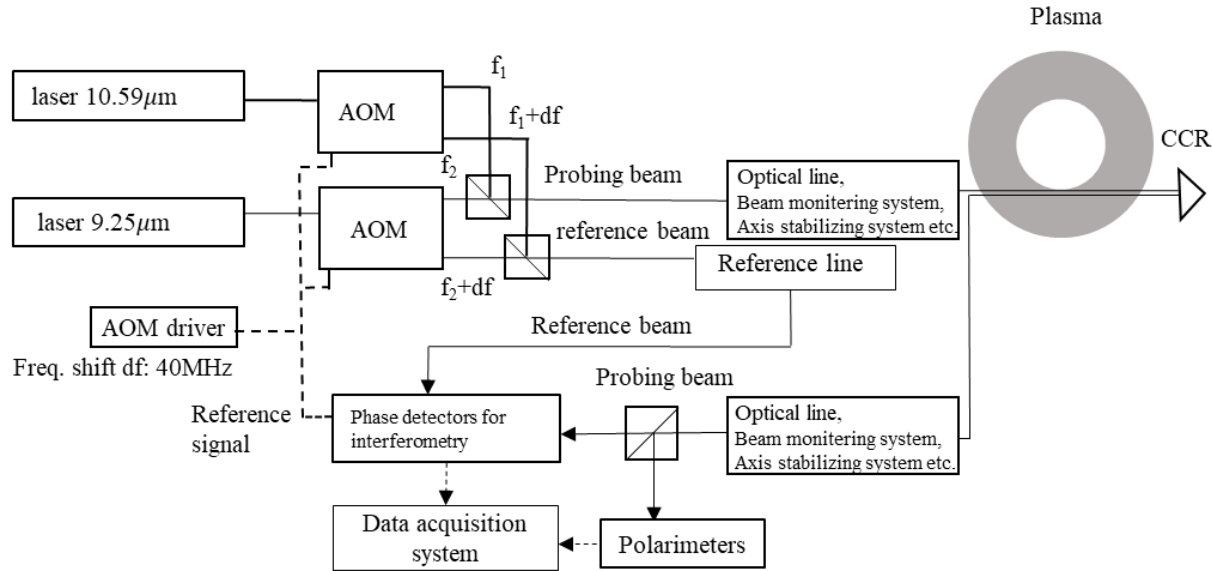 Plasma
laser 10.59μm
AOM
f1
f1+df
CCR
f2
Probing beam
Optical line,
Beam monitering system,
Axis stabilizing system etc.
laser 9.25μm
AOM
reference beam
Reference line
f2+df
AOM driver
Reference beam
Freq. shift df: 40MHz
Probing beam
Reference
signal
Phase detectors for
interferometry
Optical line,
Beam monitering system,
Axis stabilizing system etc.
Data acquisition
system
Polarimeters